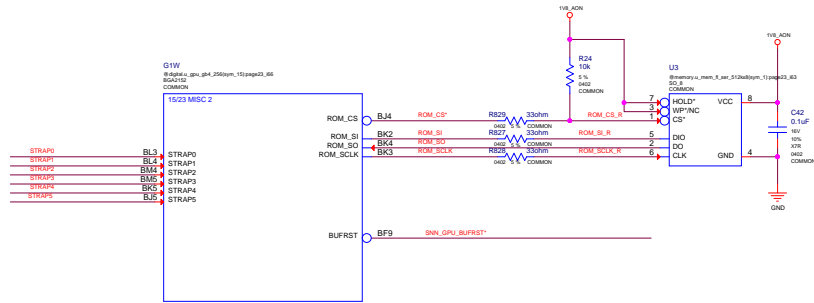 1V8_AON
1V8_AON
R24
10k
5 %
0402
COMMON
G1W
@digital.u_gpu_gb4_256(sym_15):page23_i66
BGA2152
COMMON
U3
@memory.u_mem_fl_ser_512kx8(sym_1):page23_i63
SO_8
COMMON
15/23 MISC 2
ROM_CS BJ4 ROM_CS* R829 33ohm ROM_CS_R
0402 5 % COMMON
ROM_SI BK2 ROM_SI R827 33ohm ROM_SI_R
0402 5 % COMMON
ROM_SO BK4 ROM_SO
ROM_SCLK BK3 ROM_SCLK R828 33ohm ROM_SCLK_R
0402 5 % COMMON
7 HOLD* VCC 8
3 WP*/NC
1 CS*
5 DIO
2 DO
6 CLK GND 4
C42
0.1uF
16V
10%
X7R
0402
COMMON
GND
STRAP0 BL3 STRAP0
STRAP1 BL4 STRAP1
STRAP2 BM4 STRAP2
STRAP3 BM5 STRAP3
STRAP4 BK5 STRAP4
STRAP5 BJ5 STRAP5
BUFRST BF9 SNN_GPU_BUFRST*